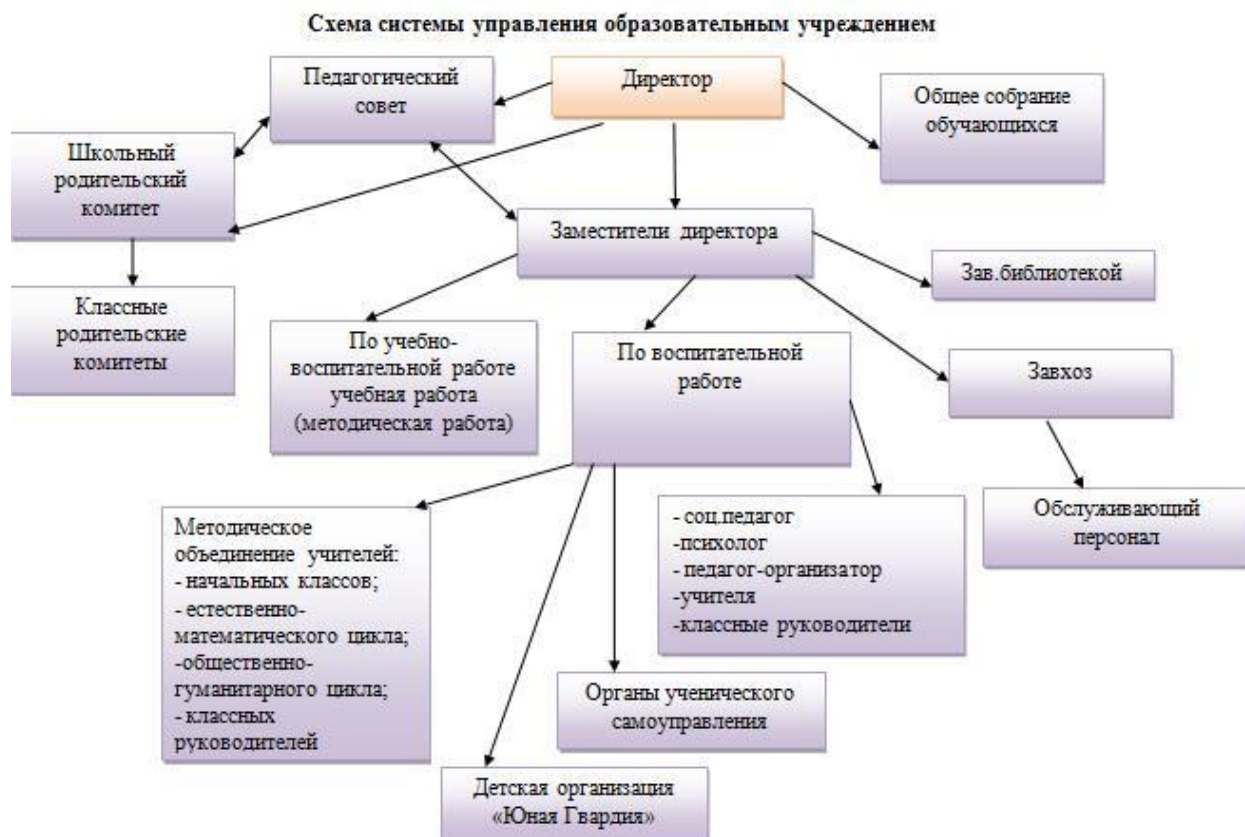 Схема системы управления образовательным учреждением
Педагогический
совет
Директор
Общее собрание
обучающихся
Школьный
родительский
комитет
Заместители директора
Зав.библиотекой
Классные
родительские
комитеты
По учебно-
воспитательной работе
учебная работа
(методическая работа)
По воспитательной
работе
Завхоз
Обслуживающий
персонал
Методическое
объединение учителей:
- начальных классов;
- естественно-
математического цикла;
-общественно-
гуманитарного цикла;
- классных
руководителей
- соц.педагог
-психолог
- педагог-организатор
-учителя
-классные руководители
Органы ученического
самоуправления
Детская организация
«Юная Гвардия»